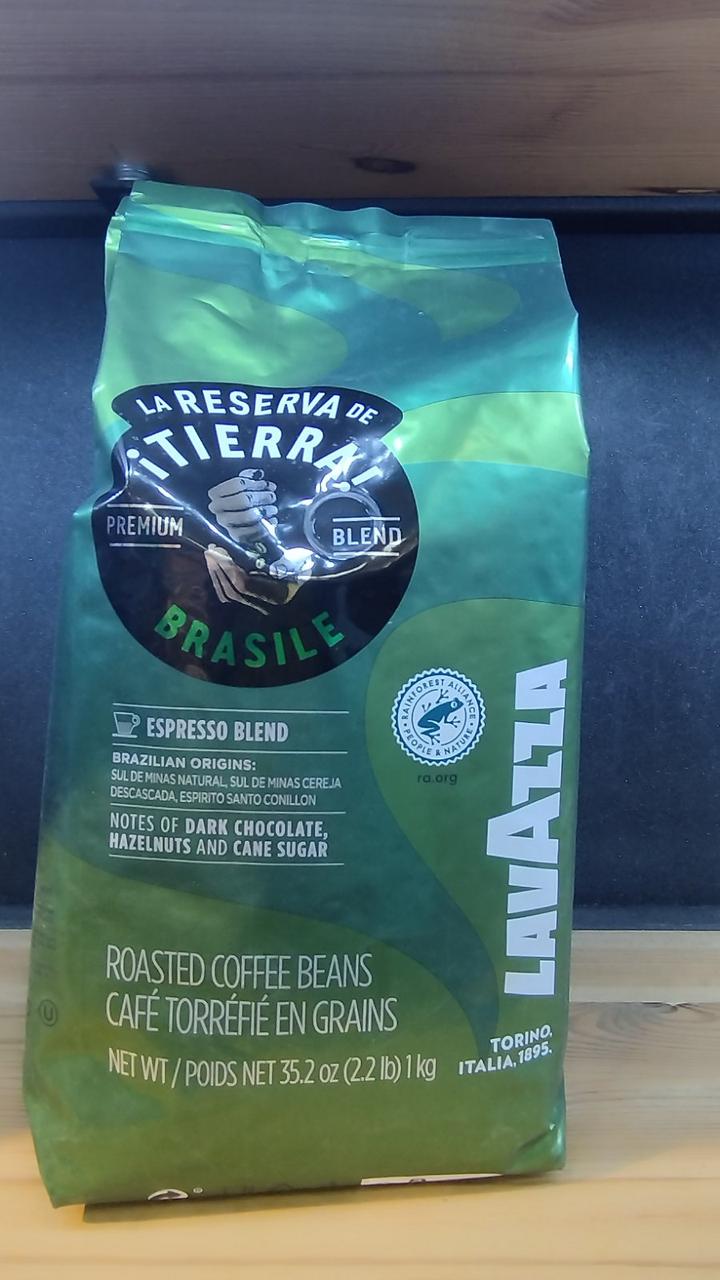 LA RESERVA DE
¡TIERRA!
PREMIUM
BLEND
BRASILE
ESPRESSO BLEND
BRAZILIAN ORIGINS:
SUL DE MINAS NATURAL, SUL DE MINAS CEREJA
DESCASCADA, ESPIRITO SANTO CONILLON
NOTES OF DARK CHOCOLATE,
HAZELNUTS AND CANE SUGAR
RAINFOREST ALLIANCE
PEOPLE & NATURE
ra.org
LAVAZZA
TORINO,
ITALIA, 1895.
ROASTED COFFEE BEANS
CAFÉ TORRÉFIÉ EN GRAINS
NET WT / POIDS NET 35.2 oz (2.2 lb) 1 kg